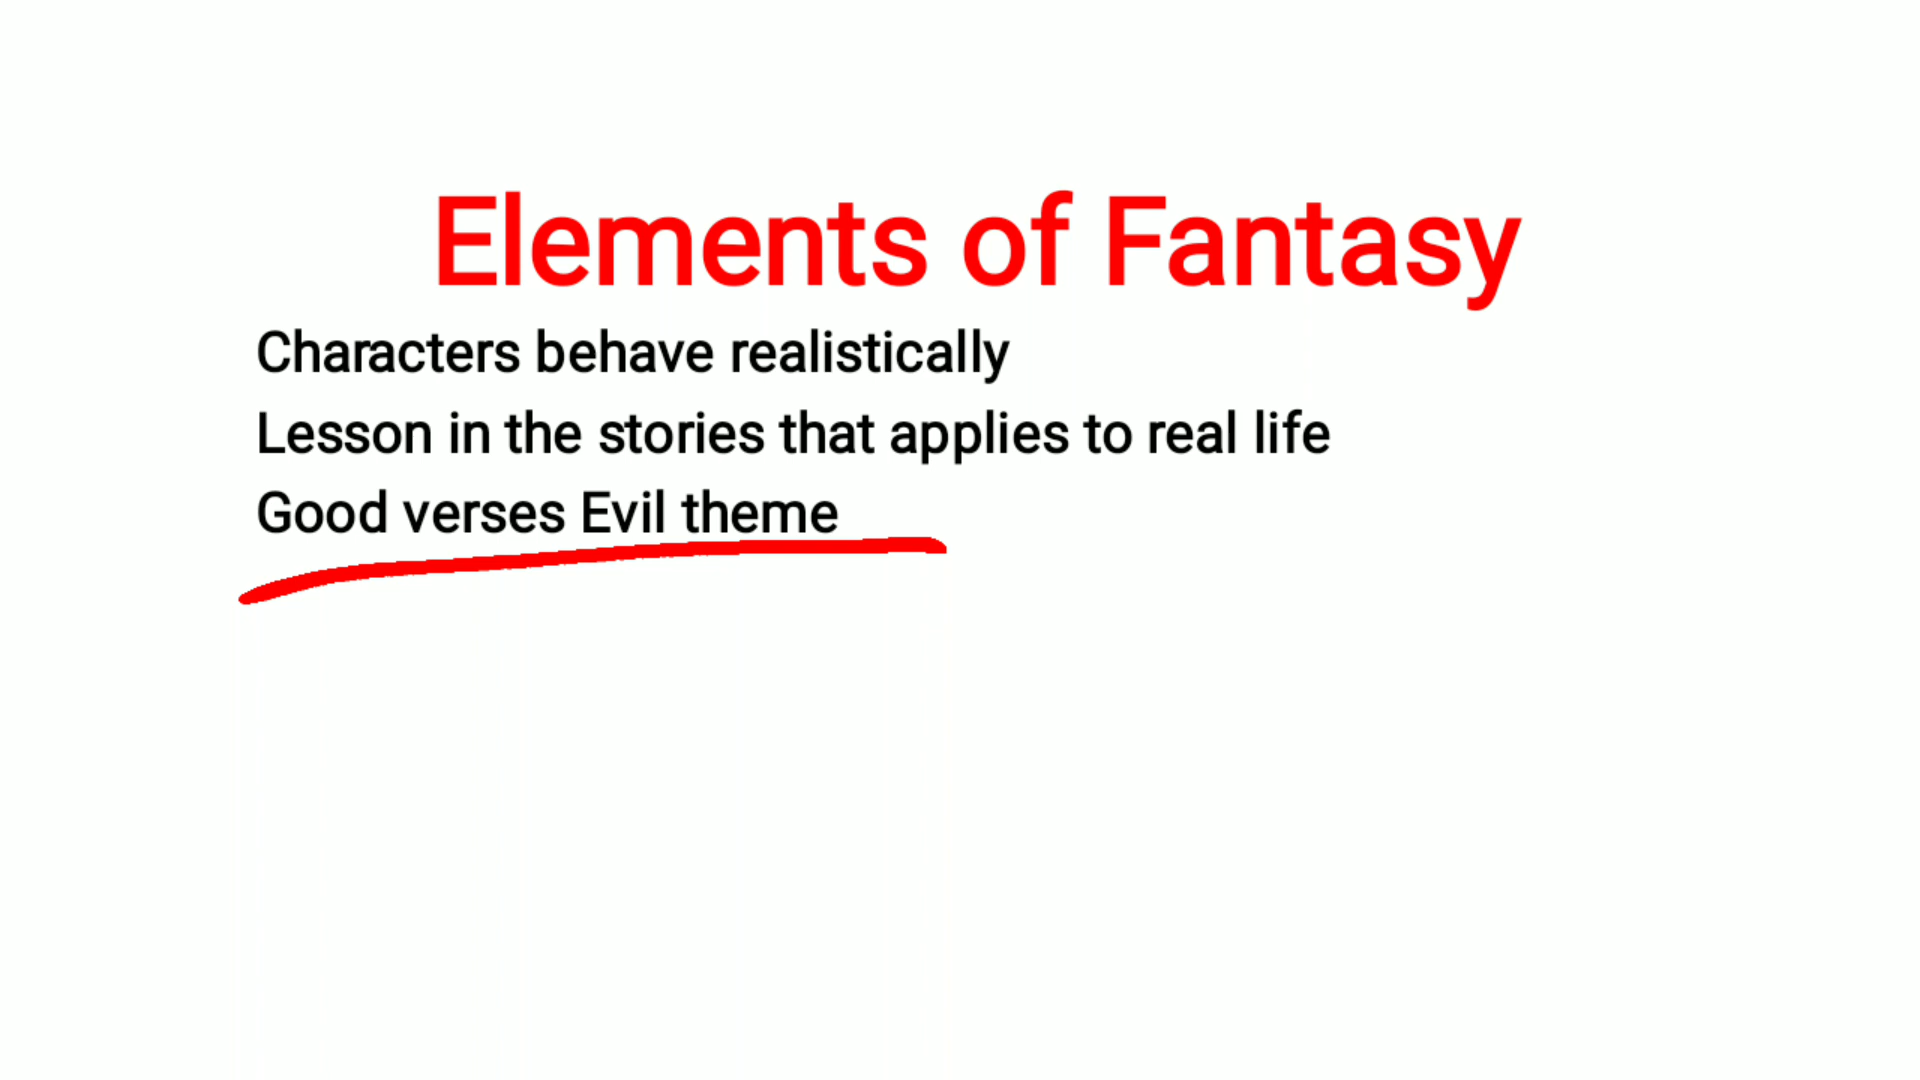 Elements of Fantasy
Characters behave realistically
Lesson in the stories that applies to real life
Good verses Evil theme